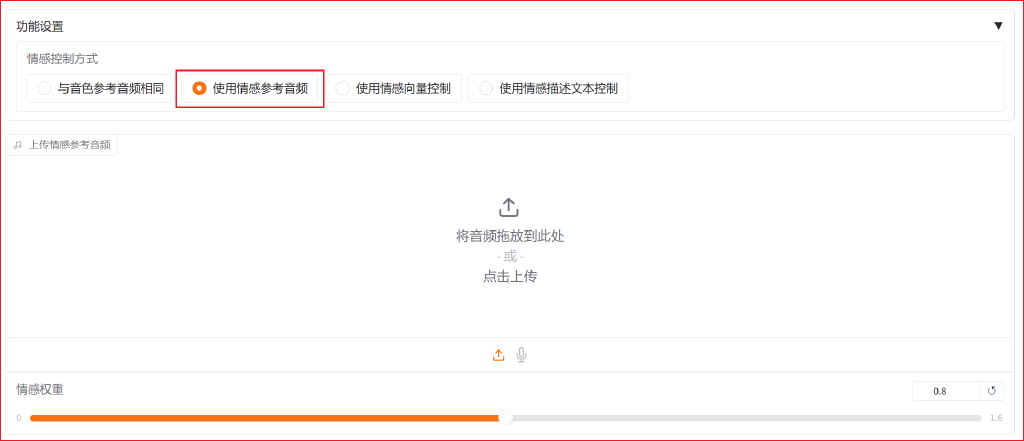 功能设置 ▼
情感控制方式
与音色参考音频相同 使用情感参考音频 使用情感向量控制 使用情感描述文本控制
上传情感参考音频
将音频拖放到此处
- 或 -
点击上传
情感权重 0.8
0 1.6